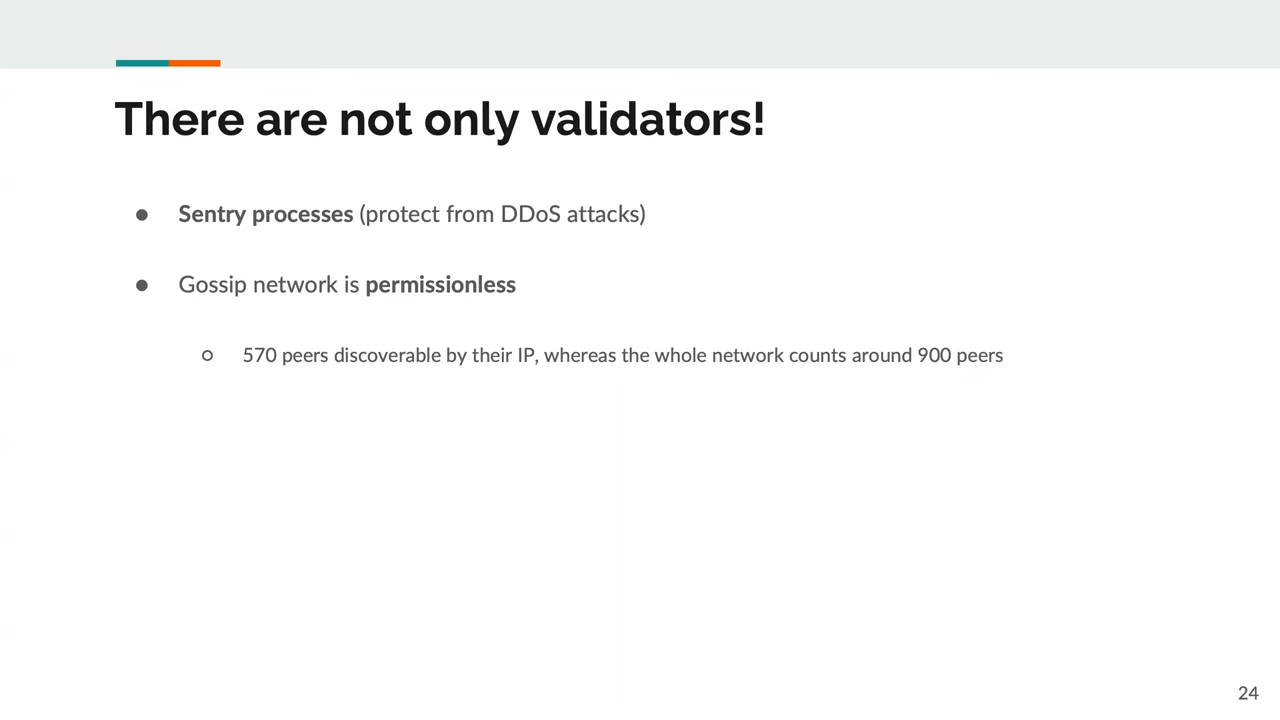 There are not only validators!
● Sentry processes (protect from DDoS attacks)
● Gossip network is permissionless
○ 570 peers discoverable by their IP, whereas the whole network counts around 900 peers
24